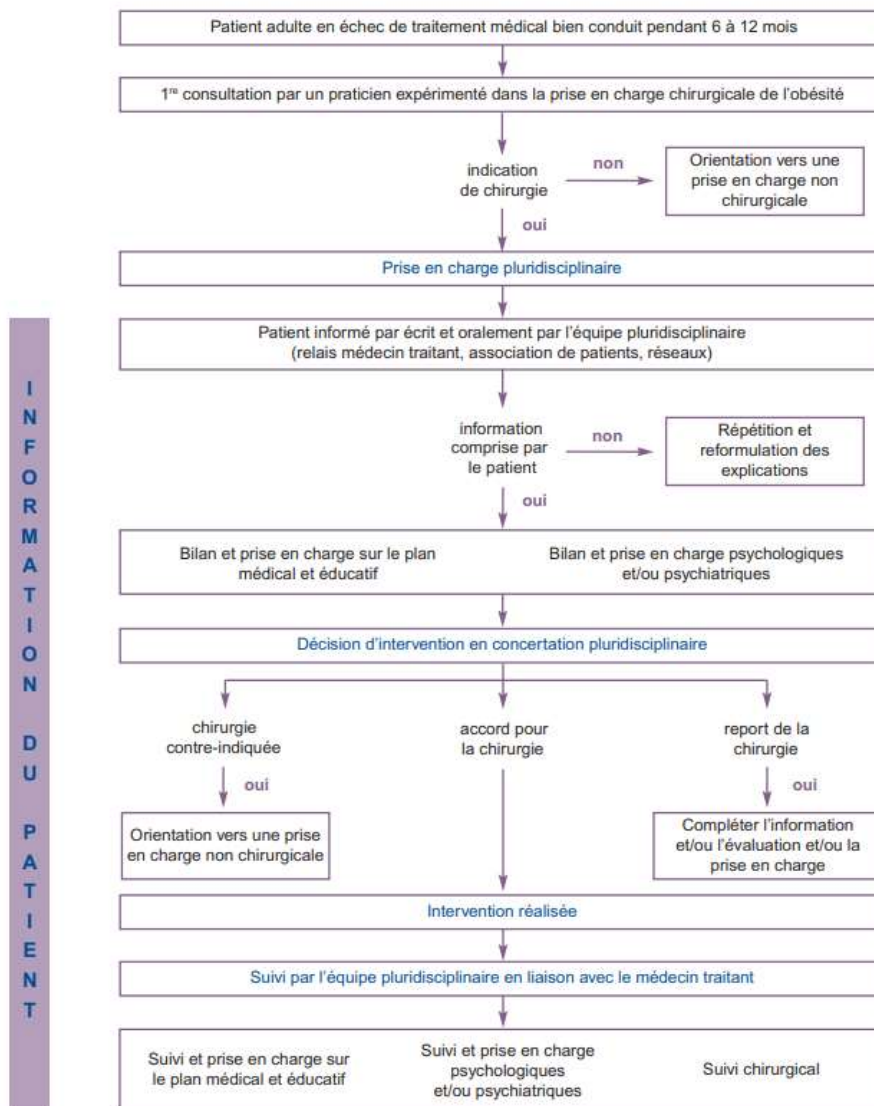 Patient adulte en échec de traitement médical bien conduit pendant 6 à 12 mois
1re consultation par un praticien expérimenté dans la prise en charge chirurgicale de l’obésité
indication
de chirurgie
non
Orientation vers une
prise en charge non
chirurgicale
oui
Prise en charge pluridisciplinaire
Patient informé par écrit et oralement par l’équipe pluridisciplinaire
(relais médecin traitant, association de patients, réseaux)
information
comprise par
le patient
non
Répétition et
reformulation des
explications
oui
Bilan et prise en charge sur le plan
médical et éducatif
Bilan et prise en charge psychologiques
et/ou psychiatriques
Décision d’intervention en concertation pluridisciplinaire
chirurgie
contre-indiquée
oui
Orientation vers une prise
en charge non chirurgicale
accord pour
la chirurgie
report de la
chirurgie
oui
Compléter l’information
et/ou l’évaluation et/ou la
prise en charge
Intervention réalisée
Suivi par l’équipe pluridisciplinaire en liaison avec le médecin traitant
Suivi et prise en charge sur
le plan médical et éducatif
Suivi et prise en charge
psychologiques
et/ou psychiatriques
Suivi chirurgical
INFORMATION DU PATIENT